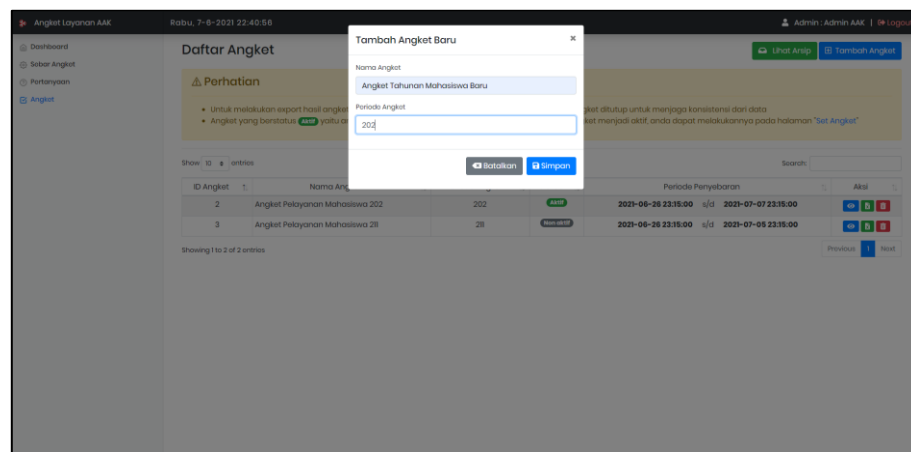 Angket Layanan AAK
Rabu, 7-6-2021 22:40:56
Admin : Admin AAK | Logout
Dashboard
Sebar Angket
Pertanyaan
Angket
Daftar Angket
Lihat Arsip
Tambah Angket
Tambah Angket Baru
×
Nama Angket
Angket Tahunan Mahasiswa Baru
Periode Angket
202
Batalkan
Simpan
Perhatian
Untuk melakukan export hasil angket
ditutup untuk menjaga konsistensi dari data
Angket yang berstatus Aktif yaitu
menjadi aktif, anda dapat melakukannya pada halaman "Set Angket"
Show 10 entries
Search:
ID Angket
Nama Ang
Periode Penyebaran
Aksi
2 Angket Pelayanan Mahasiswa 202 202 Aktif 2021-06-26 23:15:00 s/d 2021-07-07 23:15:00
3 Angket Pelayanan Mahasiswa 28 28 Non-aktif 2021-06-26 23:15:00 s/d 2021-07-05 23:15:00
Showing 1 to 2 of 2 entries
Previous 1 Next